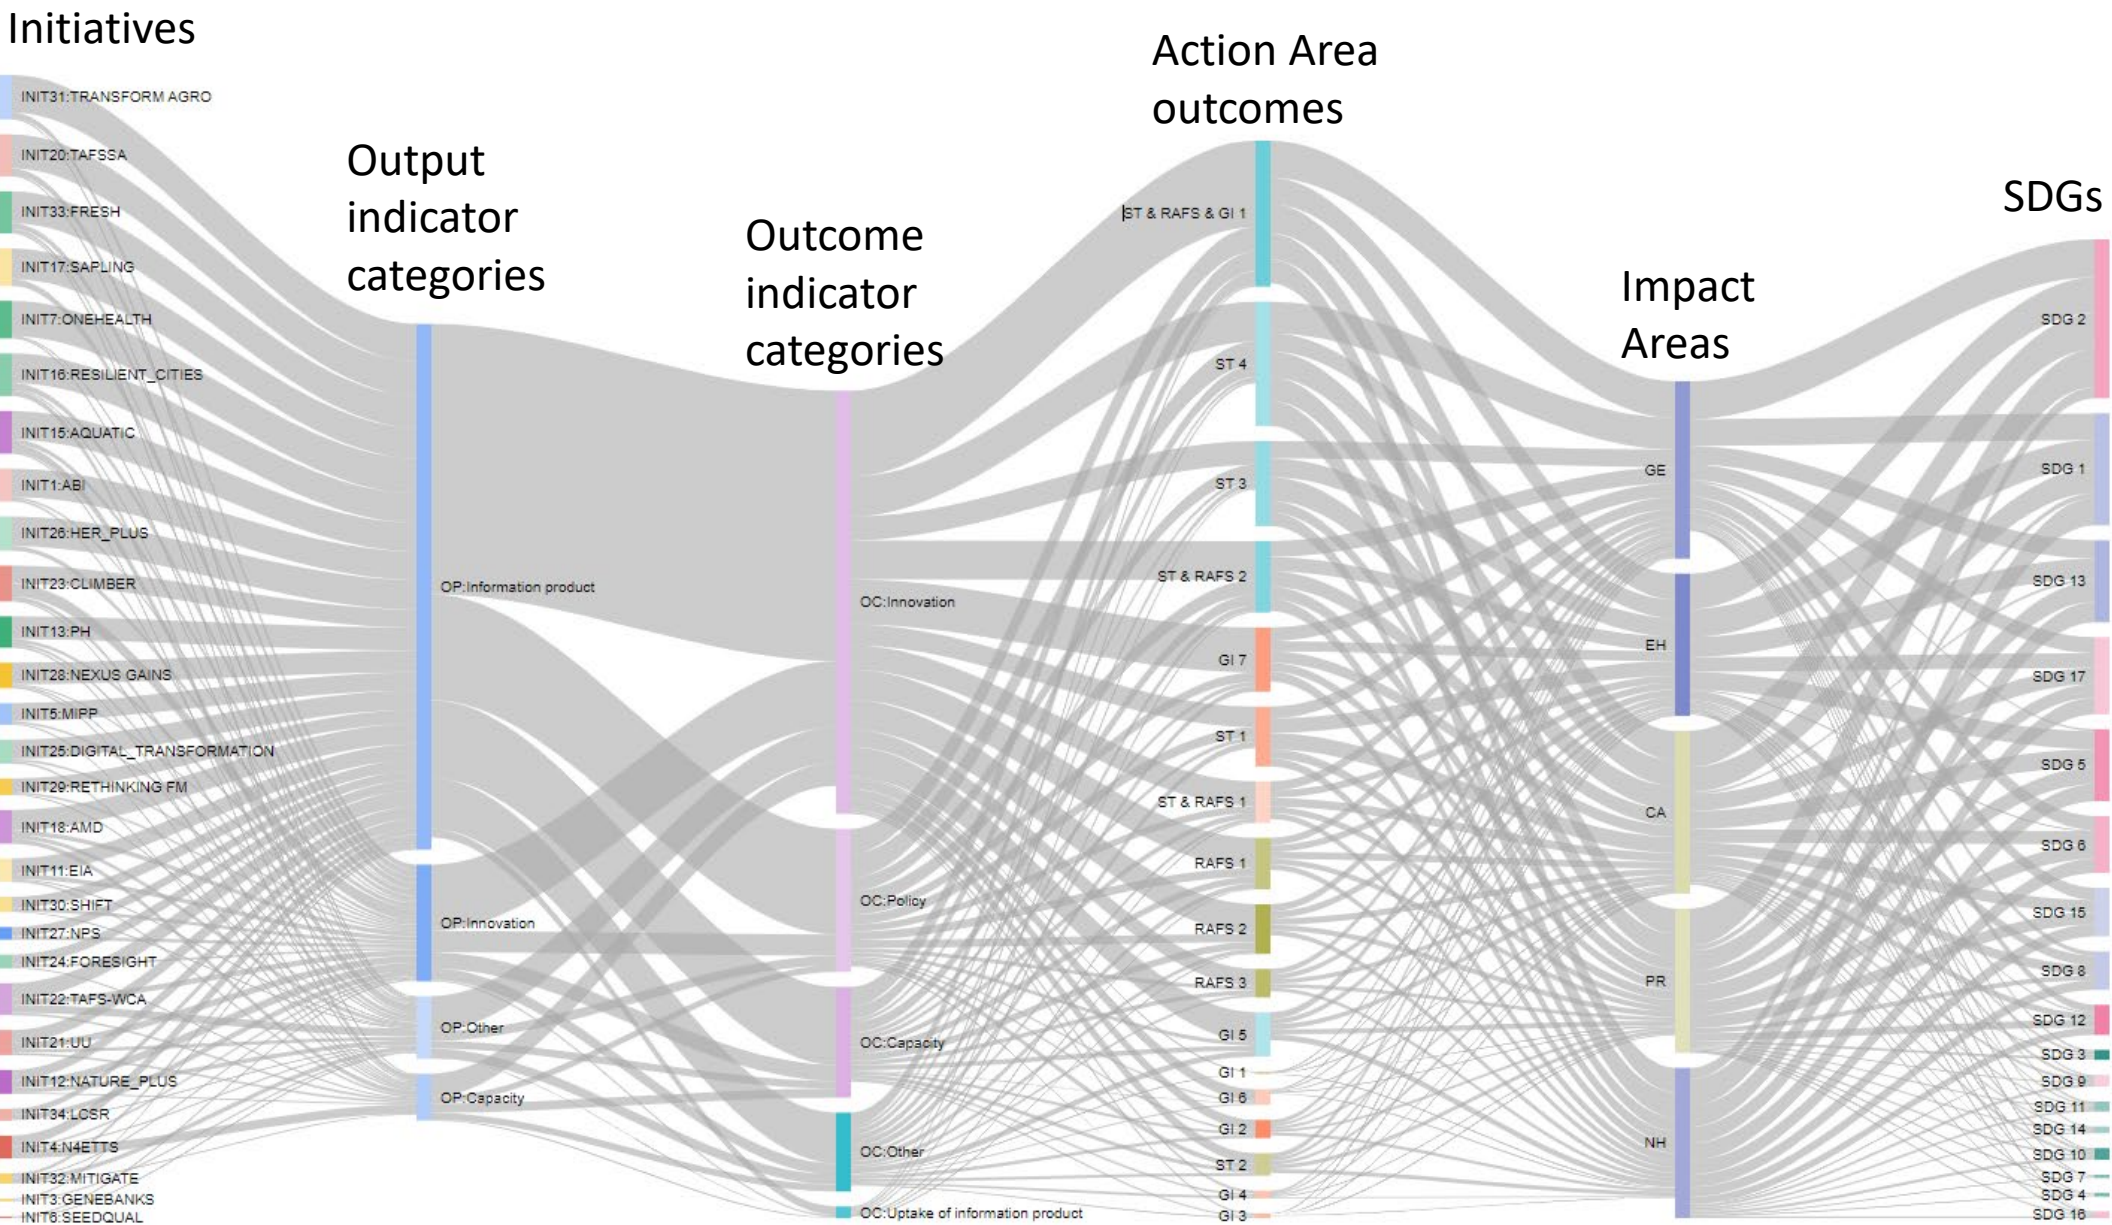 Initiatives
INIT31:TRANSFORM AGRO
INIT20:TAFSSA
INIT33:FRESH
INIT17:SAPLING
INIT7:ONEHEALTH
INIT16:RESILIENT_CITIES
INIT15:AQUATIC
INIT1:ABI
INIT26:HER_PLUS
INIT23:CLIMBER
INIT13:PH
INIT28:NEXUS GAINS
INIT5:MIPP
INIT25:DIGITAL_TRANSFORMATION
INIT29:RETHINKING FM
INIT18:AMD
INIT11:EIA
INIT30:SHIFT
INIT27:NPS
INIT24:FORESIGHT
INIT22:TAFS-WCA
INIT21:UU
INIT12:NATURE_PLUS
INIT34:LCSR
INIT4:N4ETTS
INIT32:MITIGATE
INIT3:GENEBANKS
INIT6:SEEDQUAL
Output
indicator
categories
OP:Information product
OP:Innovation
OP:Other
OP:Capacity
Outcome
indicator
categories
OC:Innovation
OC:Policy
OC:Capacity
OC:Other
OC:Uptake of information product
Action Area
outcomes
ST & RAFS & GI 1
ST 4
ST 3
ST & RAFS 2
GI 7
ST 1
ST & RAFS 1
RAFS 1
RAFS 2
RAFS 3
GI 5
GI 1
GI 6
GI 2
ST 2
GI 4
GI 3
Impact
Areas
GE
EH
CA
PR
NH
SDGs
SDG 2
SDG 1
SDG 13
SDG 17
SDG 5
SDG 6
SDG 15
SDG 8
SDG 12
SDG 3
SDG 9
SDG 11
SDG 14
SDG 10
SDG 7
SDG 4
SDG 16